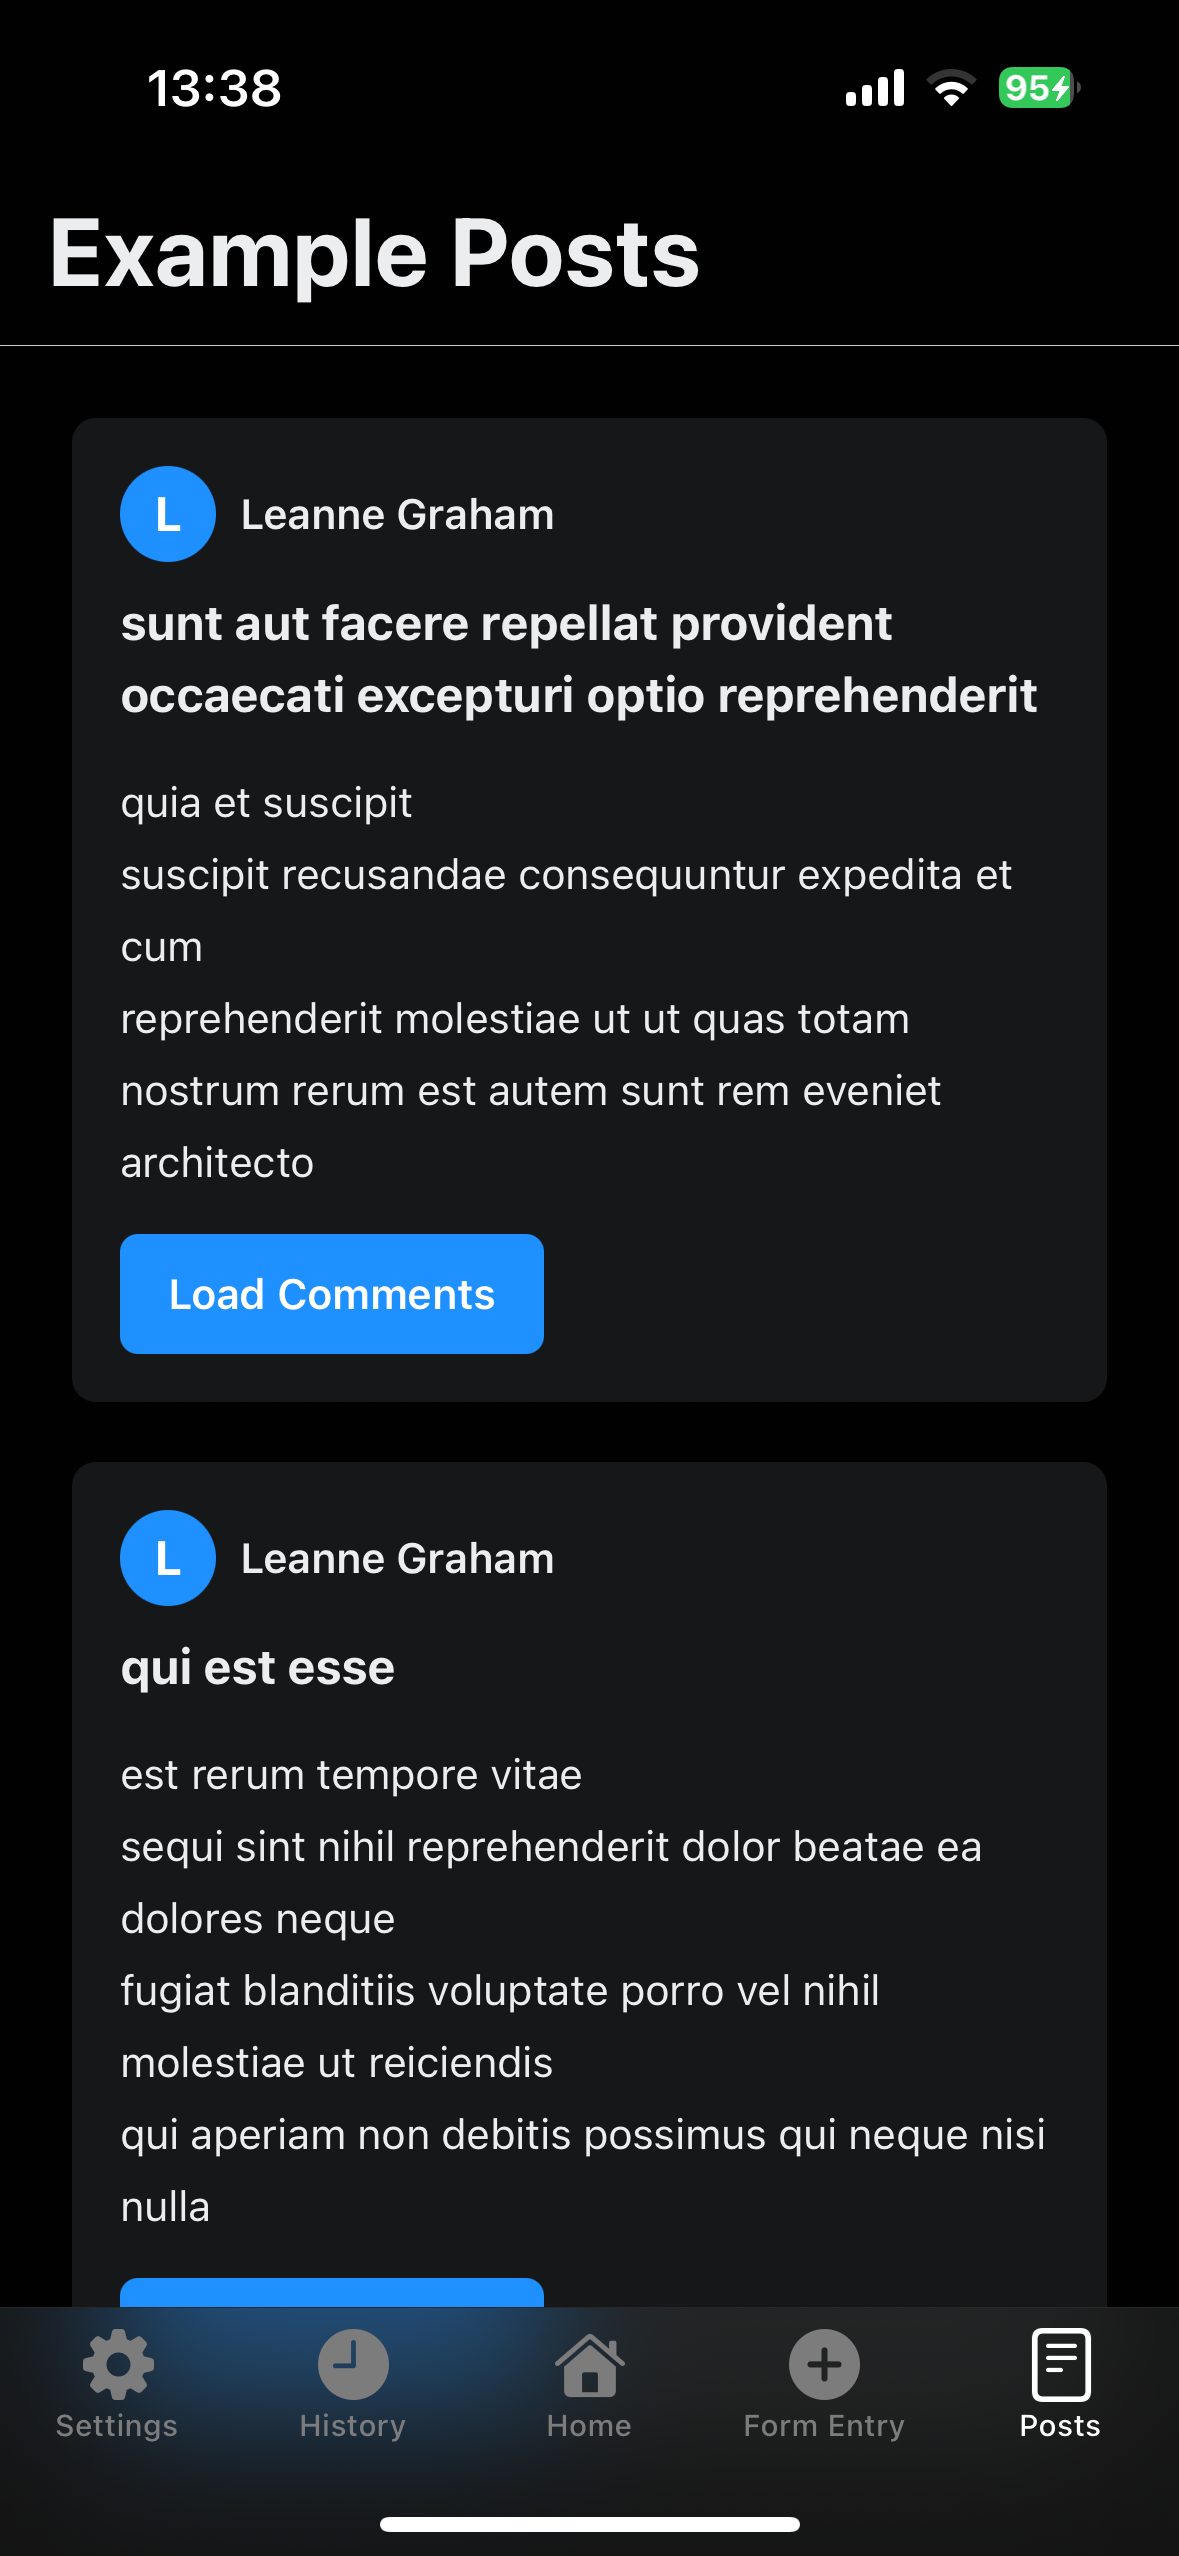 13:38
95
Example Posts
L
Leanne Graham
sunt aut facere repellat provident
occaecati excepturi optio reprehenderit
quia et suscipit
suscipit recusandae consequuntur expedita et
cum
reprehenderit molestiae ut ut quas totam
nostrum rerum est autem sunt rem eveniet
architecto
Load Comments
L
Leanne Graham
qui est esse
est rerum tempore vitae
sequi sint nihil reprehenderit dolor beatae ea
dolores neque
fugiat blanditiis voluptate porro vel nihil
molestiae ut reiciendis
qui aperiam non debitis possimus qui neque nisi
nulla
Settings
History
Home
Form Entry
Posts